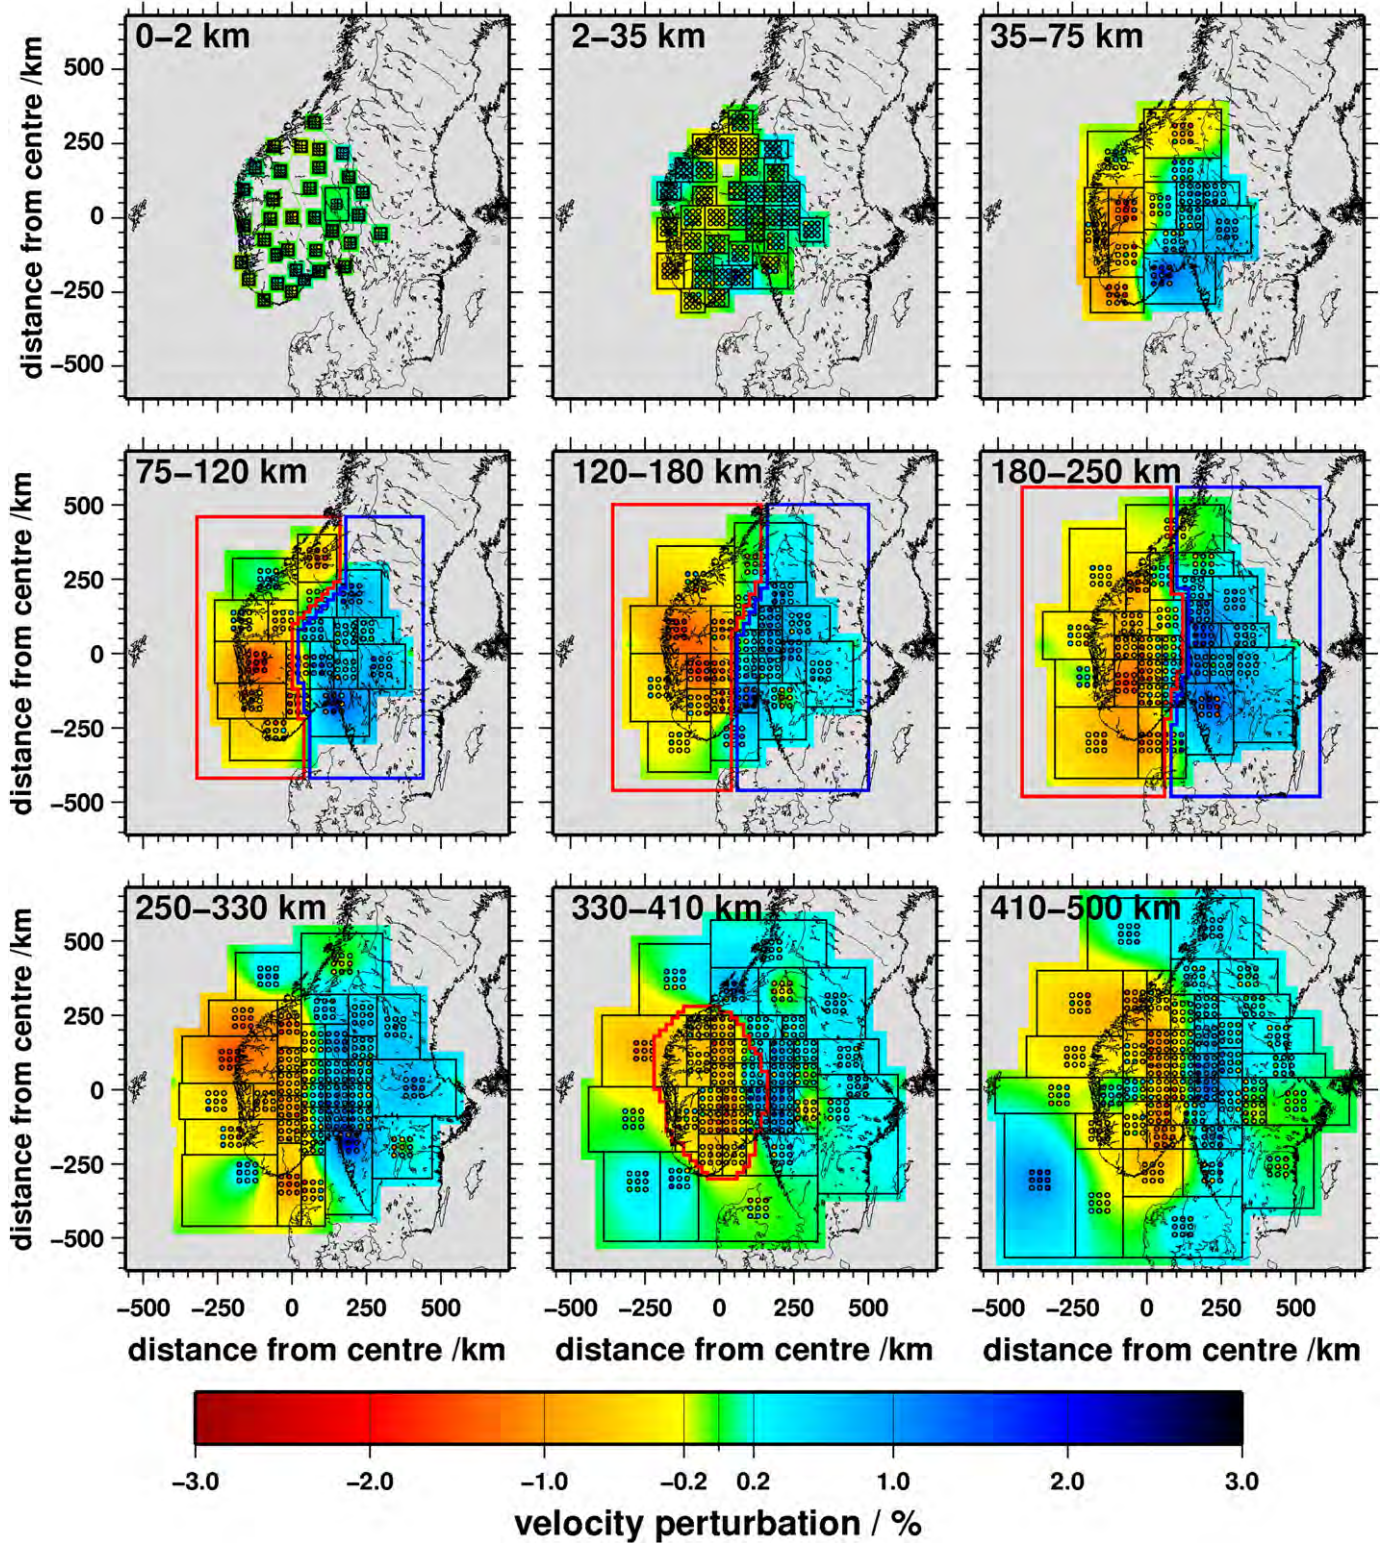 0–2 km
2–35 km
35–75 km
distance from centre /km
500
250
0
−250
−500
75–120 km
120–180 km
180–250 km
distance from centre /km
500
250
0
−250
−500
250–330 km
330–410 km
410–500 km
distance from centre /km
500
250
0
−250
−500
−500 −250 0 250 500
−500 −250 0 250 500
−500 −250 0 250 500
distance from centre /km
distance from centre /km
distance from centre /km
−3.0 −2.0 −1.0 −0.2 0.2 1.0 2.0 3.0
velocity perturbation / %